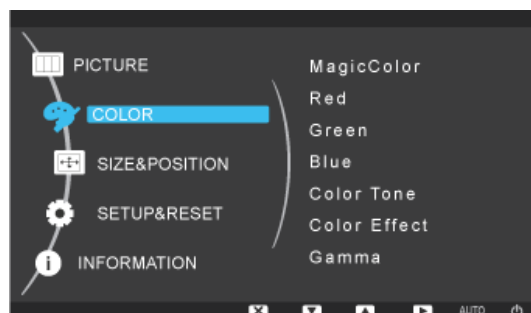 PICTURE
COLOR
SIZE&POSITION
SETUP&RESET
INFORMATION
MagicColor
Red
Green
Blue
Color Tone
Color Effect
Gamma
AUTO